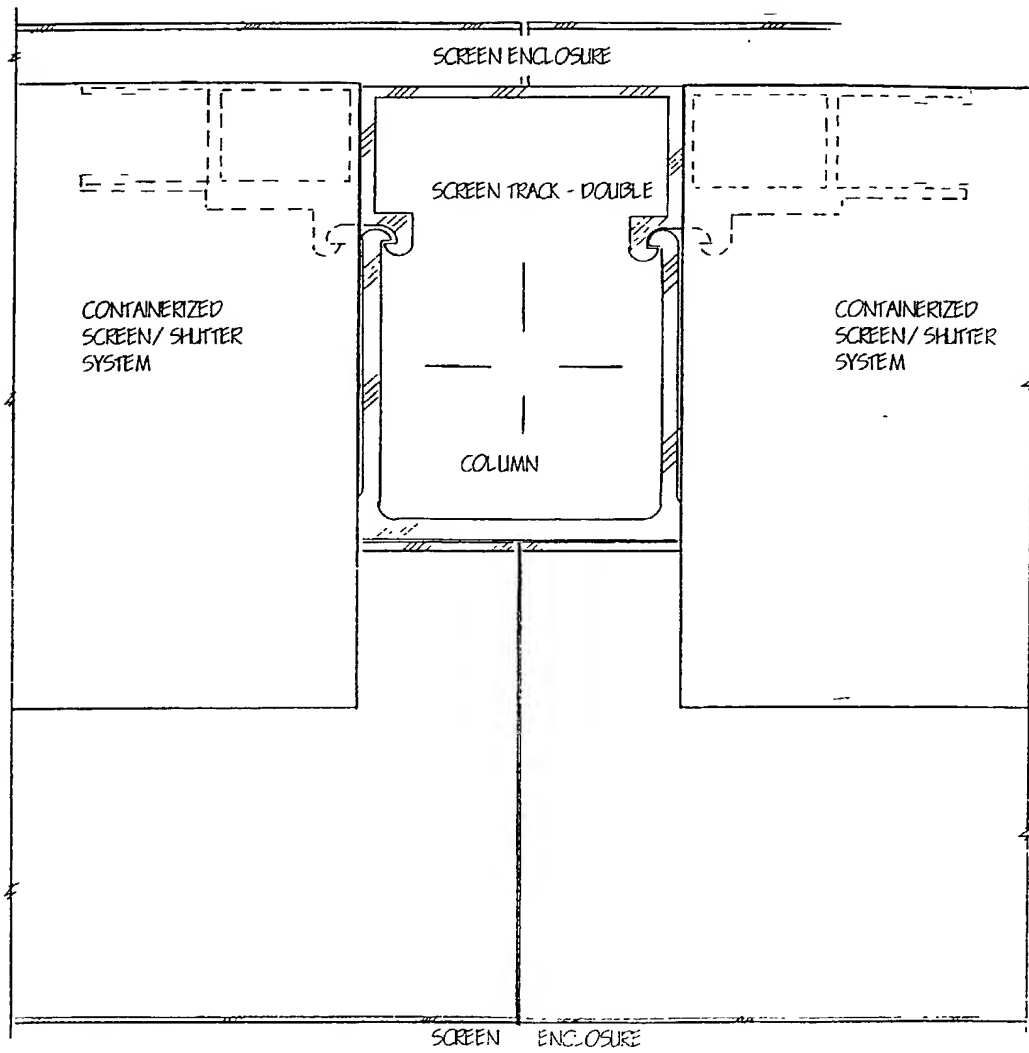 SCREEN ENCLOSURE
SCREEN TRACK - DOUBLE
CONTAINERIZED
SCREEN/ SHUTTER
SYSTEM
CONTAINERIZED
SCREEN/ SHUTTER
SYSTEM
COLUMN
SCREEN ENCLOSURE